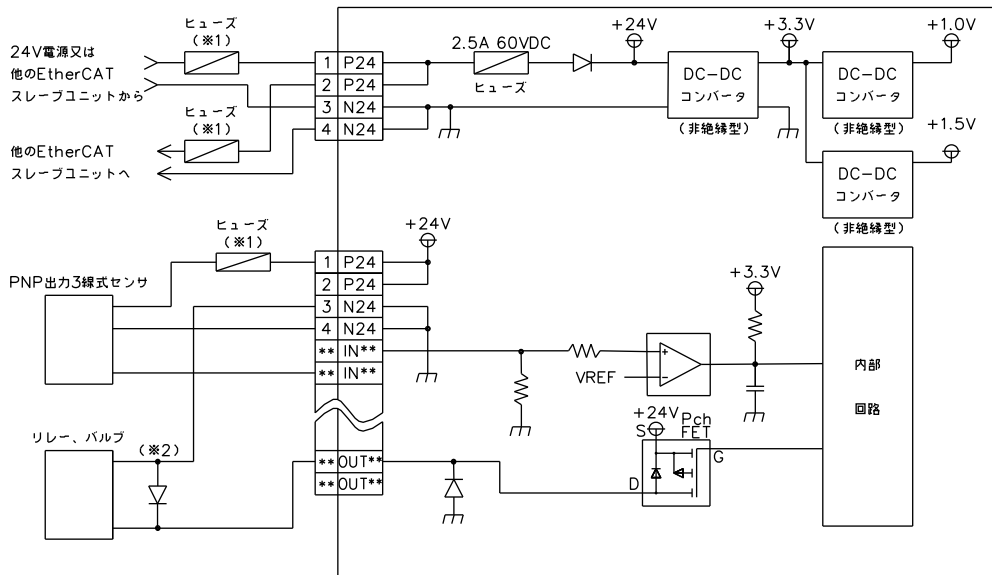 24V電源又は
他のEtherCAT
スレーブユニットから
他のEtherCAT
スレーブユニットへ
ヒューズ
(※1)
ヒューズ
(※1)
1 P24
2 P24
3 N24
4 N24
2.5A 60VDC
ヒューズ
+24V
DC-DC
コンバータ
(非絶縁型)
+3.3V
DC-DC
コンバータ
(非絶縁型)
+1.0V
+1.5V
DC-DC
コンバータ
(非絶縁型)
PNP出力3線式センサ
ヒューズ
(※1)
+24V
1 P24
2 P24
3 N24
4 N24
** IN**
** IN**
VREF
+
−
+3.3V
内部
回路
リレー、バルブ
(※2)
** OUT**
** OUT**
+24V
S
Pch
FET
G
D